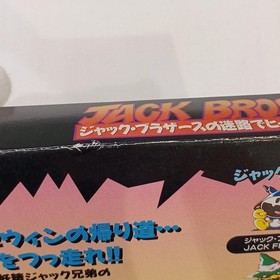 JACK BRO
ジャック・ブラザースの迷路でヒ
ジャック
ウィンの帰り道…
をつっ走れ!!
妖精ジャック兄弟の
ジャック・
JACK F